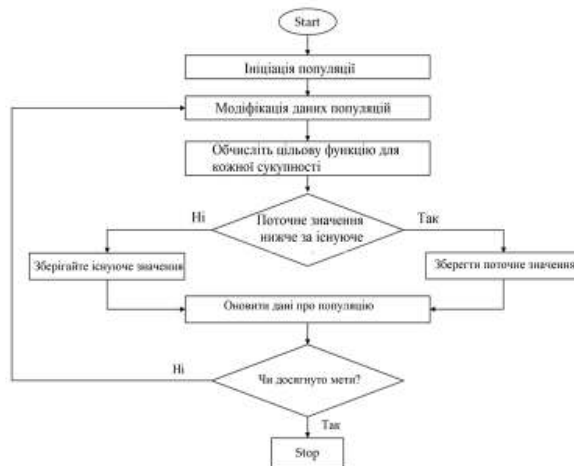 Start
Ініціація популяції
Модіфікація даних популяцій
Обчисліть цільову функцію для
кожної сукупності
Ні
Поточне значення
нижче за існуюче
Так
Зберігайте існуюче значення
Зберегти поточне значення
Оновити дані про популяцію
Ні
Чи досягнуто мети?
Так
Stop